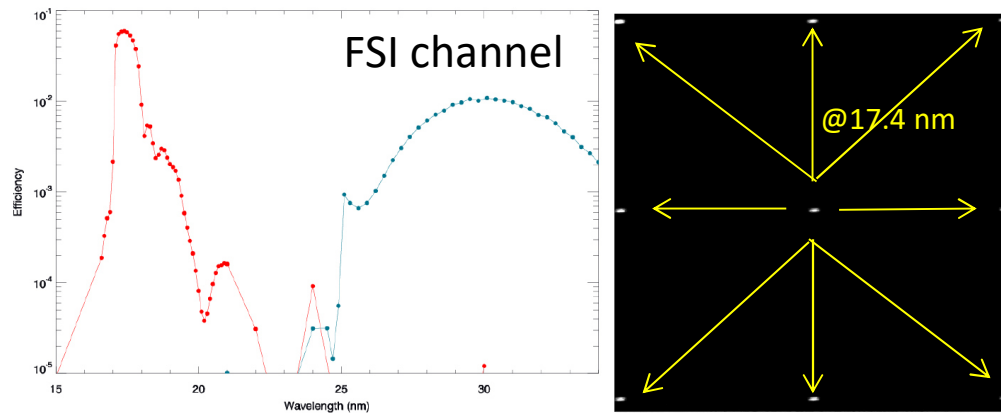 FSI channel
10⁻¹
10⁻²
10⁻³
10⁻⁴
10⁻⁵
Efficiency
15 20 25 30
Wavelength (nm)
@17.4 nm